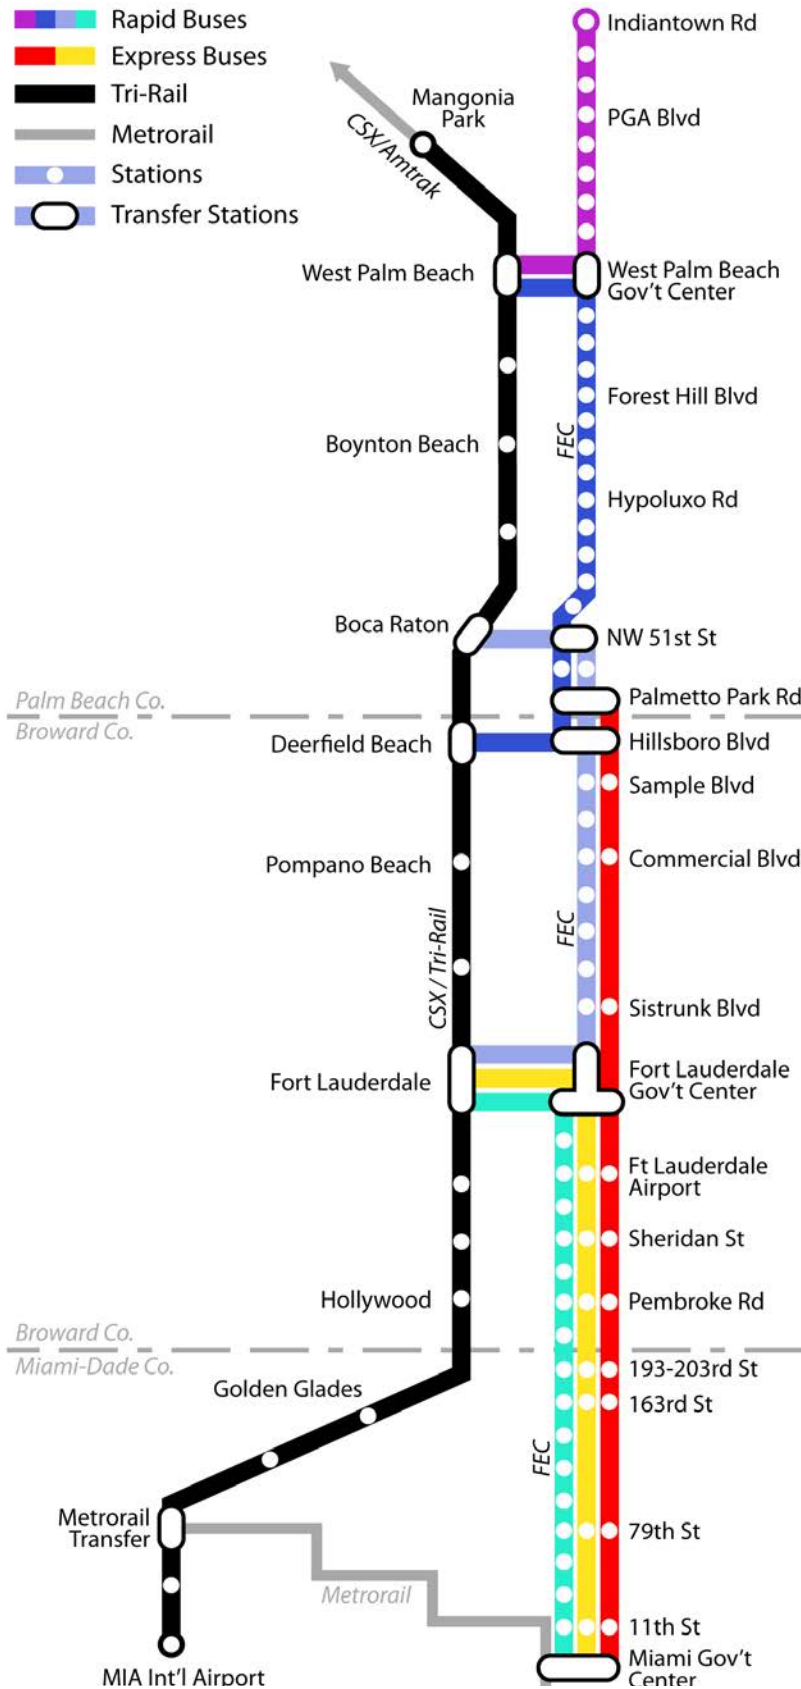 Rapid Buses
Express Buses
Tri-Rail
Metrorail
Stations
Transfer Stations
Indiantown Rd
Mangonia
Park
CSX/Amtrak
PGA Blvd
West Palm Beach
West Palm Beach
Gov't Center
Forest Hill Blvd
Boynton Beach
FEC
Hypoluxo Rd
Boca Raton
NW 51st St
Palm Beach Co.
Palmetto Park Rd
Broward Co.
Deerfield Beach
Hillsboro Blvd
Sample Blvd
Pompano Beach
Commercial Blvd
CSX / Tri-Rail
FEC
Sistrunk Blvd
Fort Lauderdale
Fort Lauderdale
Gov't Center
Ft Lauderdale
Airport
Sheridan St
Hollywood
Pembroke Rd
Broward Co.
Miami-Dade Co.
193-203rd St
Golden Glades
163rd St
FEC
Metrorail
Transfer
79th St
Metrorail
11th St
MIA Int'l Airport
Miami Gov't
Center